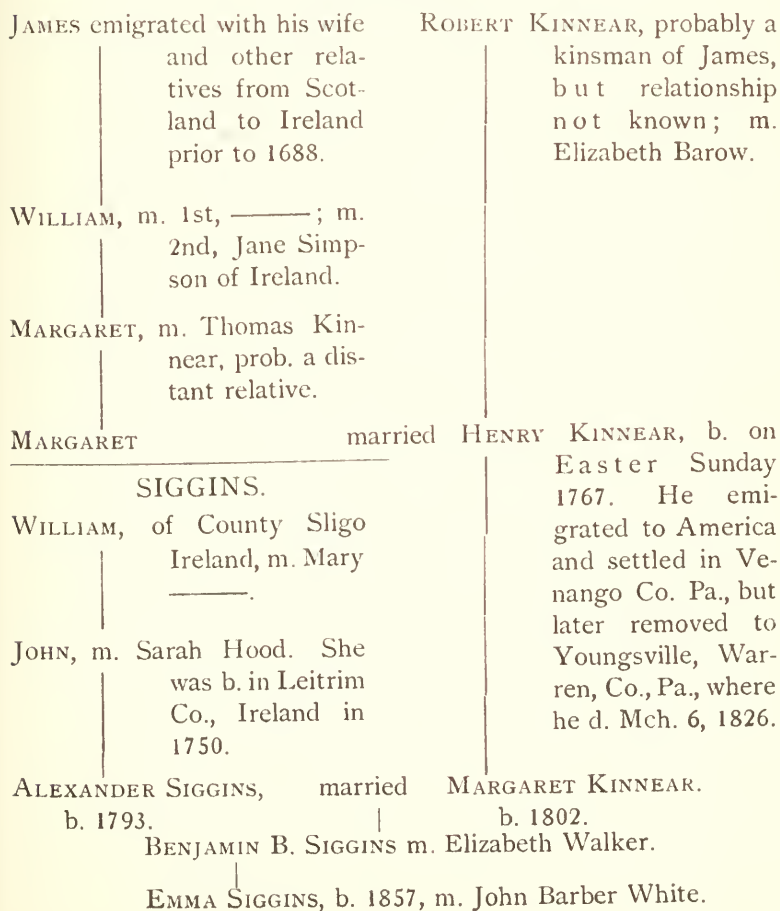 JAMES emigrated with his wife
and other rela-
tives from Scot-
land to Ireland
prior to 1688.
WILLIAM, m. 1st, ———; m.
2nd, Jane Simp-
son of Ireland.
MARGARET, m. Thomas Kin-
near, prob. a dis-
tant relative.
ROBERT KINNEAR, probably a
kinsman of James,
but relationship
not known; m.
Elizabeth Barow.
MARGARET married HENRY KINNEAR, b. on
Easter Sunday
1767. He emi-
grated to America
and settled in Ve-
nango Co. Pa., but
later removed to
Youngsville, War-
ren, Co., Pa., where
he d. Mch. 6, 1826.
SIGGINS.
WILLIAM, of County Sligo
Ireland, m. Mary
———.
JOHN, m. Sarah Hood. She
was b. in Leitrim
Co., Ireland in
1750.
ALEXANDER SIGGINS, married MARGARET KINNEAR.
b. 1793. b. 1802.
BENJAMIN B. SIGGINS m. Elizabeth Walker.
EMMA SIGGINS, b. 1857, m. John Barber White.